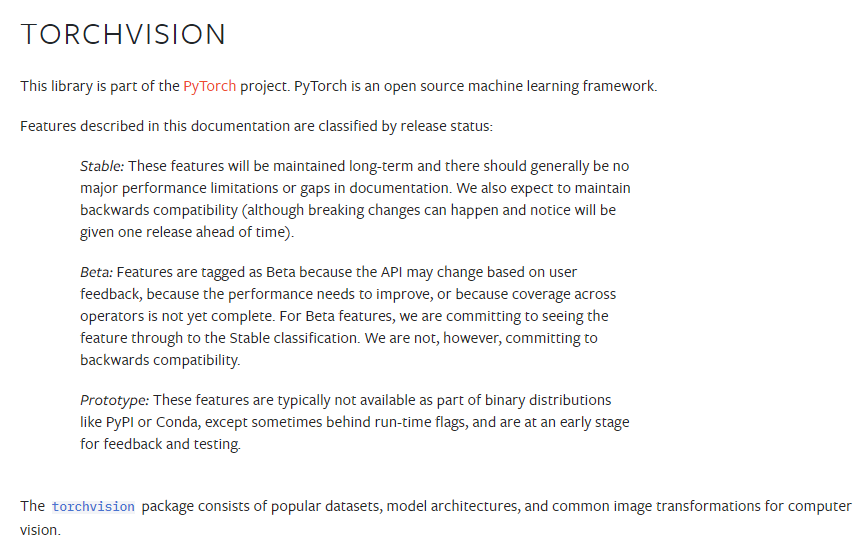 TORCHVISION
This library is part of the PyTorch project. PyTorch is an open source machine learning framework.
Features described in this documentation are classified by release status:
Stable: These features will be maintained long-term and there should generally be no
major performance limitations or gaps in documentation. We also expect to maintain
backwards compatibility (although breaking changes can happen and notice will be
given one release ahead of time).
Beta: Features are tagged as Beta because the API may change based on user
feedback, because the performance needs to improve, or because coverage across
operators is not yet complete. For Beta features, we are committing to seeing the
feature through to the Stable classification. We are not, however, committing to
backwards compatibility.
Prototype: These features are typically not available as part of binary distributions
like PyPI or Conda, except sometimes behind run-time flags, and are at an early stage
for feedback and testing.
The torchvision package consists of popular datasets, model architectures, and common image transformations for computer
vision.